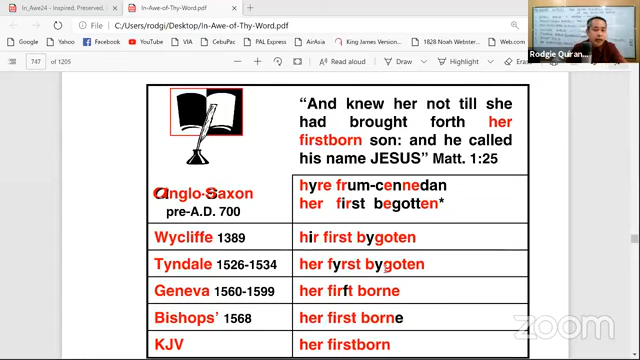 In_Awe24 - Inspired, Preserved,
In-Awe-of-Thy-Word.pdf
File
C:/Users/rodgi/Desktop/In-Awe-of-Thy-Word.pdf
Google
Facebook
YouTube
CebuPac
PAL Express
AirAsia
King James Version...
1828 Noah Webster...
Web
747 of 1205
Read aloud
Draw
Highlight
Rodgie Quiran...
"And knew her not till she
had brought forth her
firstborn son: and he called
his name JESUS" Matt. 1:25
Anglo-Saxon
pre-A.D. 700
hyre frum-cennedan
her first begotten*
Wycliffe 1389
hir first bygoten
Tyndale 1526-1534
her fyrst bygoten
Geneva 1560-1599
her firſt borne
Bishops' 1568
her first borne
KJV
her firstborn
zoom